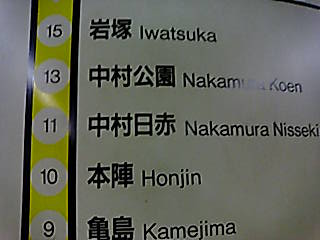 15 岩塚 Iwatsuka
13 中村公園 Nakamura Koen
11 中村日赤 Nakamura Nisseki
10 本陣 Honjin
9 亀島 Kamejima